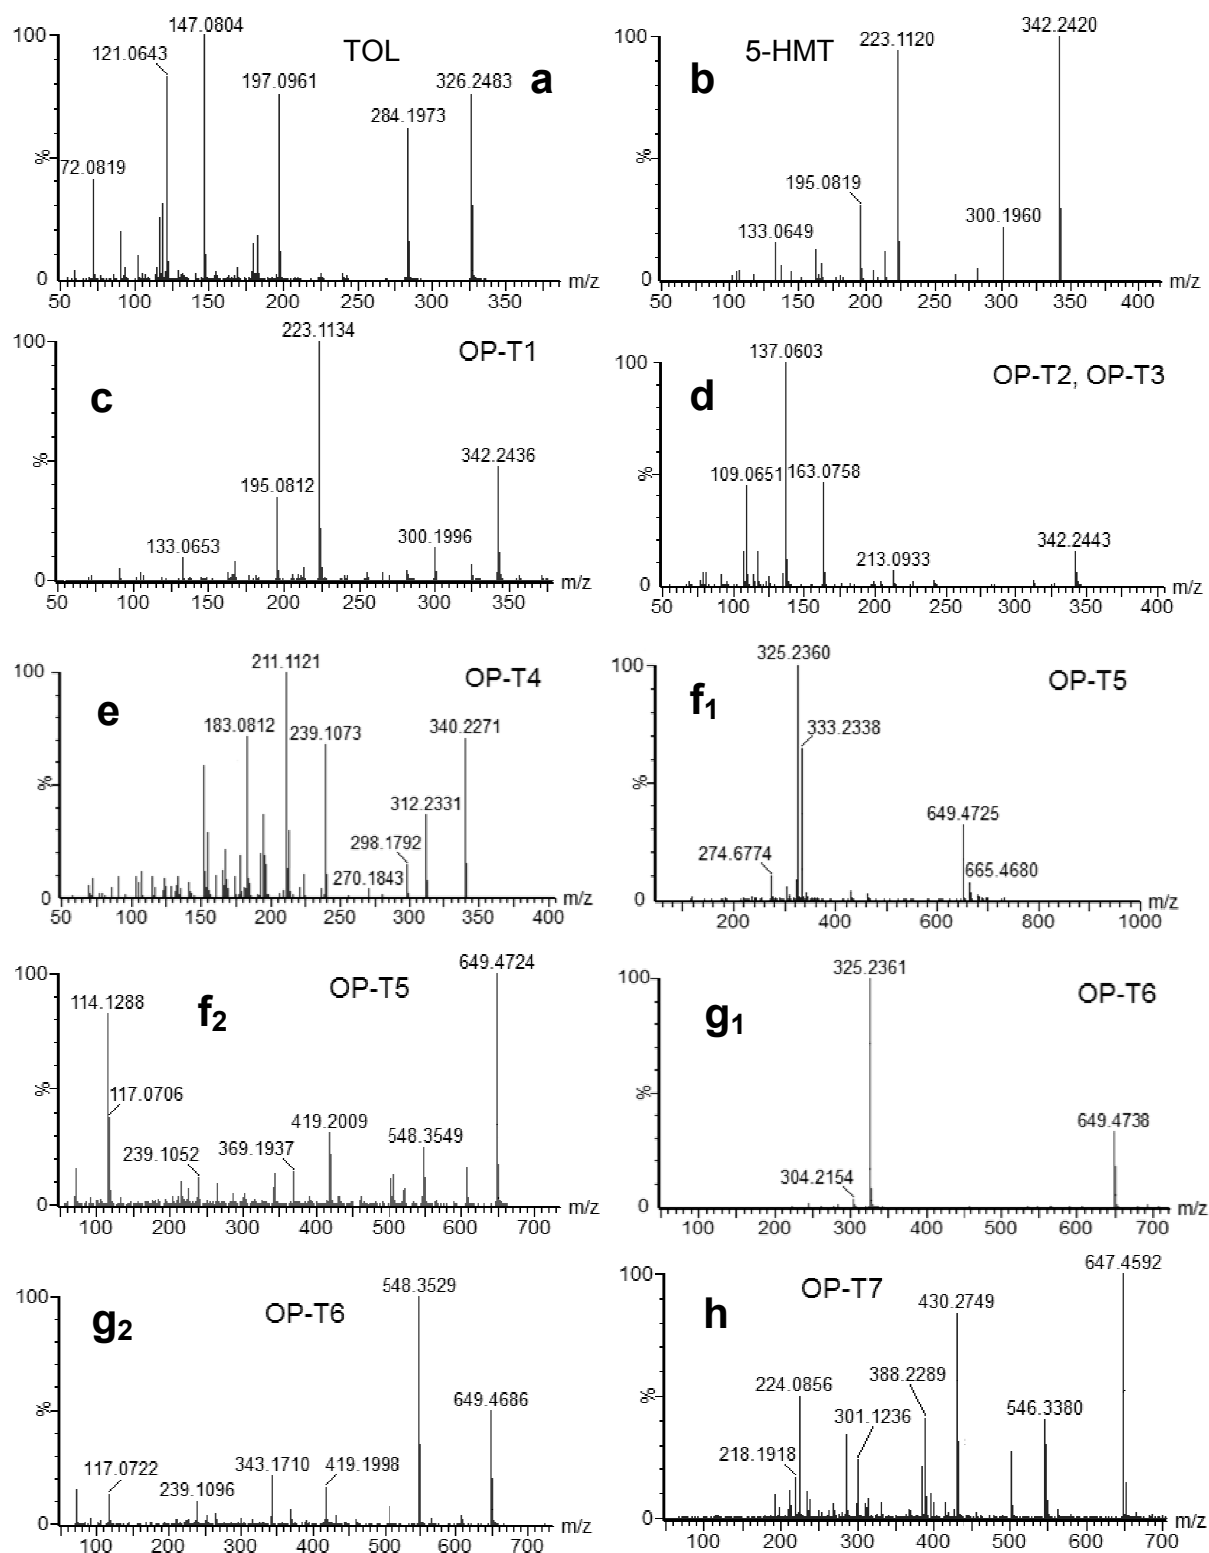 147.0804
100
121.0643
TOL
197.0961
326.2483
a
284.1973
72.0819
%
0
50 100 150 200 250 300 350
m/z
342.2420
100
223.1120
b
5-HMT
195.0819
%
300.1960
133.0649
0
50 100 150 200 250 300 350 400
m/z
223.1134
100
OP-T1
c
342.2436
195.0812
%
300.1996
133.0653
0
50 100 150 200 250 300 350
m/z
137.0603
100
OP-T2, OP-T3
d
109.0651
163.0758
%
342.2443
213.0933
0
50 100 150 200 250 300 350 400
m/z
211.1121
100
OP-T4
e
183.0812
239.1073
340.2271
%
312.2331
298.1792
270.1843
0
50 100 150 200 250 300 350 400
m/z
325.2360
100
f1
OP-T5
333.2338
%
649.4725
274.6774
665.4680
0
200 400 600 800 1000
m/z
649.4724
100
OP-T5
114.1288
f2
117.0706
%
419.2009
548.3549
239.1052
369.1937
0
100 200 300 400 500 600 700
m/z
325.2361
100
OP-T6
g1
%
649.4738
304.2154
0
100 200 300 400 500 600 700
m/z
548.3529
100
g2
OP-T6
%
649.4686
343.1710
419.1998
117.0722
239.1096
0
100 200 300 400 500 600 700
m/z
647.4592
100
OP-T7
430.2749
h
388.2289
224.0856
%
301.1236
546.3380
218.1918
0
100 200 300 400 500 600 700
m/z